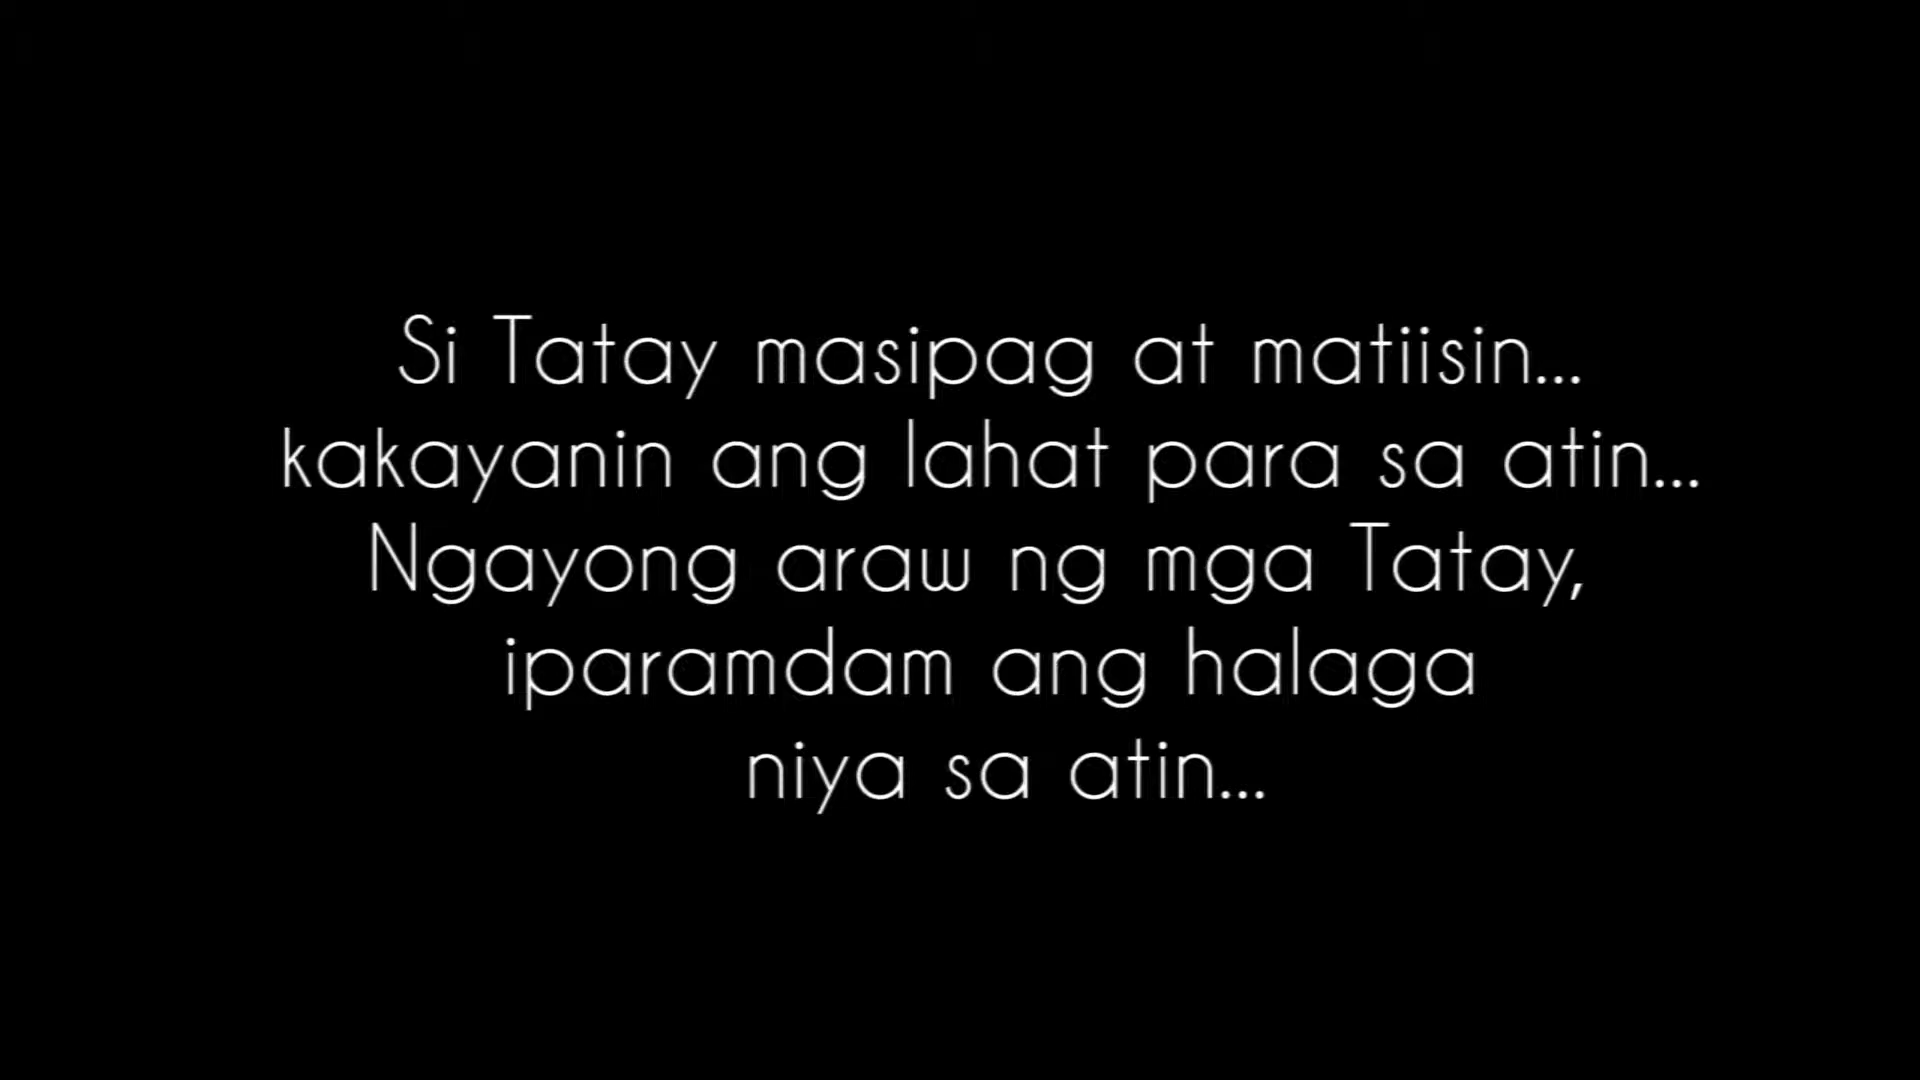 Si Tatay masipag at matiisin...
kakayanin ang lahat para sa atin...
Ngayong araw ng mga Tatay,
iparamdam ang halaga
niya sa atin...